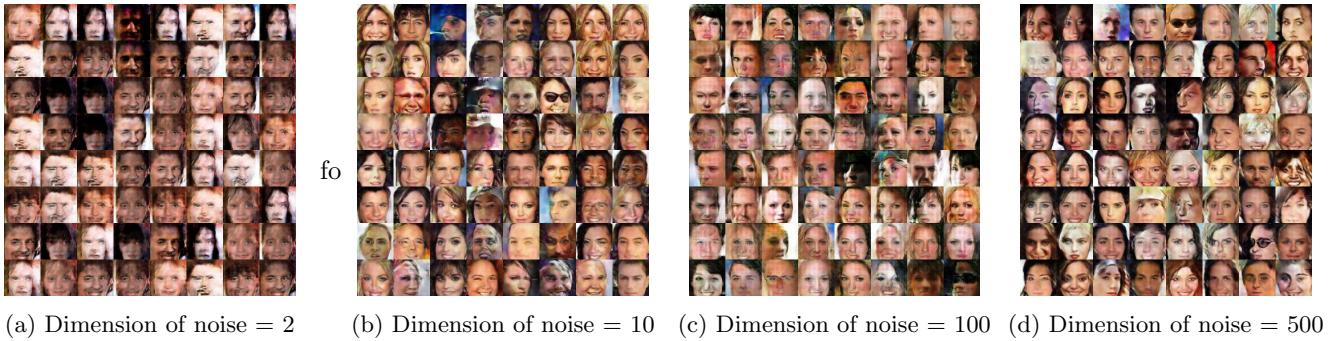 fo
(a) Dimension of noise = 2
(b) Dimension of noise = 10
(c) Dimension of noise = 100
(d) Dimension of noise = 500